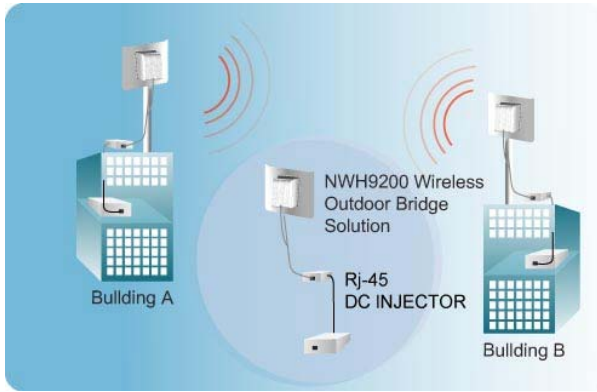 NWH9200 Wireless
Outdoor Bridge
Solution
Rj-45
DC INJECTOR
Building A
Building B